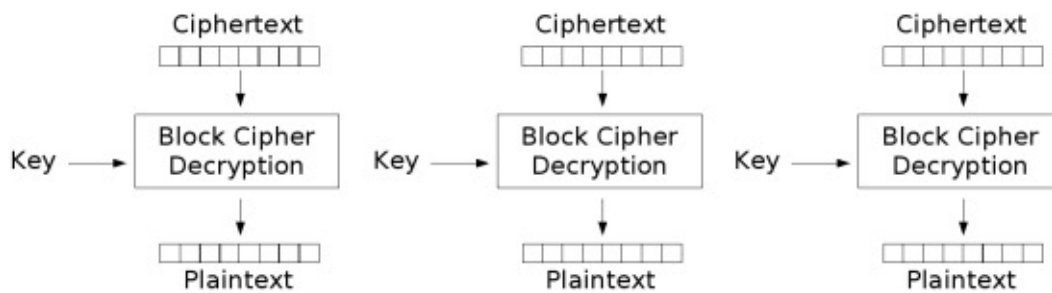 Ciphertext Ciphertext Ciphertext
Key Block Cipher Decryption Key Block Cipher Decryption Key Block Cipher Decryption
Plaintext Plaintext Plaintext